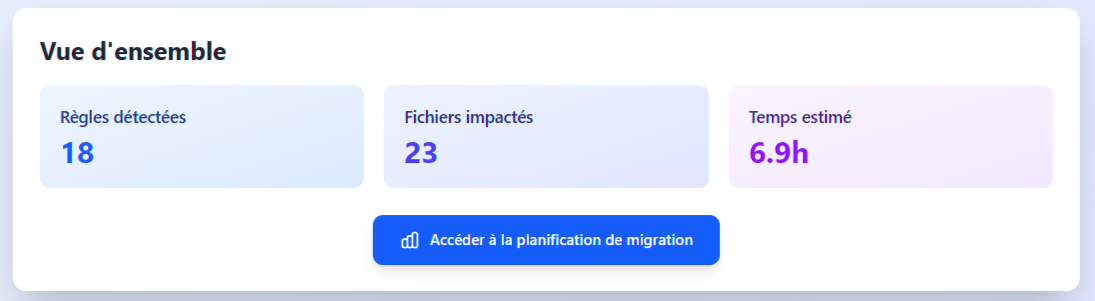 Vue d'ensemble
Règles détectées
18
Fichiers impactés
23
Temps estimé
6.9h
Accéder à la planification de migration